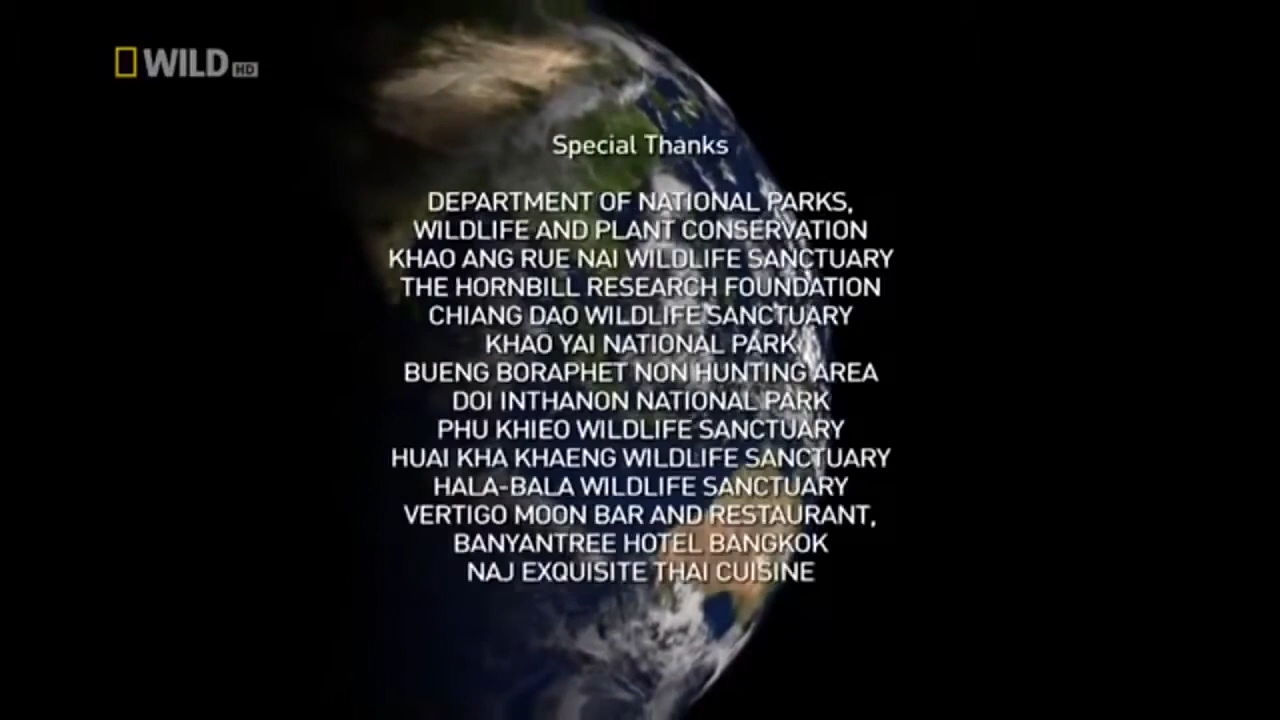 WILD HD
Special Thanks
DEPARTMENT OF NATIONAL PARKS,
WILDLIFE AND PLANT CONSERVATION
KHAO ANG RUE NAI WILDLIFE SANCTUARY
THE HORNBILL RESEARCH FOUNDATION
CHIANG DAO WILDLIFE SANCTUARY
KHAO YAI NATIONAL PARK
BUENG BORAPHET NON HUNTING AREA
DOI INTHANON NATIONAL PARK
PHU KHIEO WILDLIFE SANCTUARY
HUAI KHA KHAENG WILDLIFE SANCTUARY
HALA-BALA WILDLIFE SANCTUARY
VERTIGO MOON BAR AND RESTAURANT,
BANYANTREE HOTEL BANGKOK
NAJ EXQUISITE THAI CUISINE